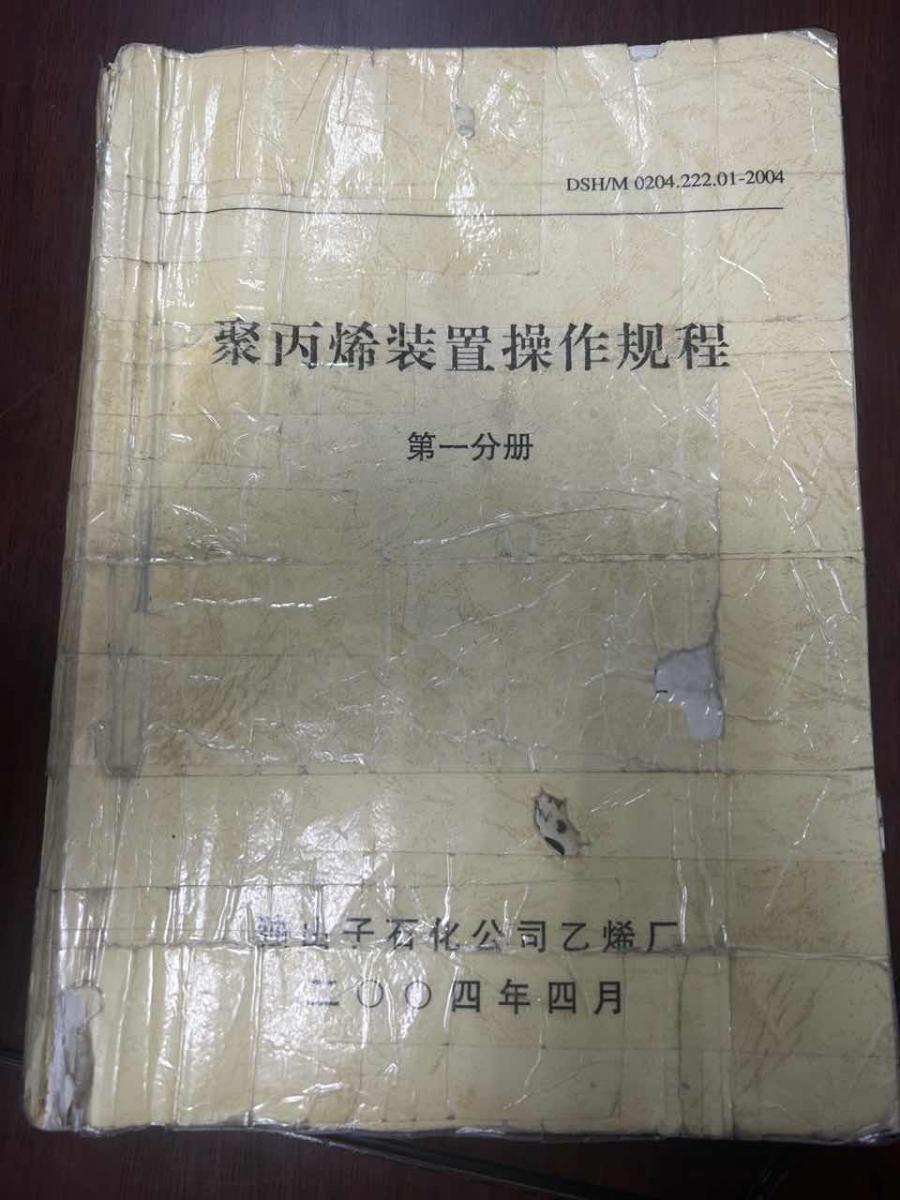 DSH/M 0204.222.01-2004
聚丙烯装置操作规程
第一分册
独山子石化公司乙烯厂
二〇〇四年四月